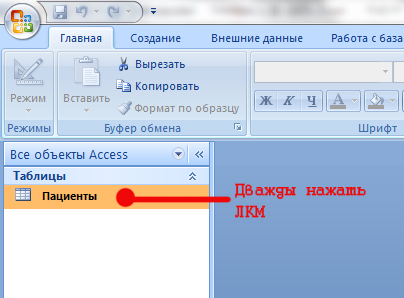 Главная Создание Внешние данные Работа с база
Режим
Вставить
Вырезать
Копировать
Формат по образцу
Ж К Ч
Режимы Буфер обмена Шрифт
Все объекты Access
Таблицы
Пациенты
Дважды нажать
ЛКМ